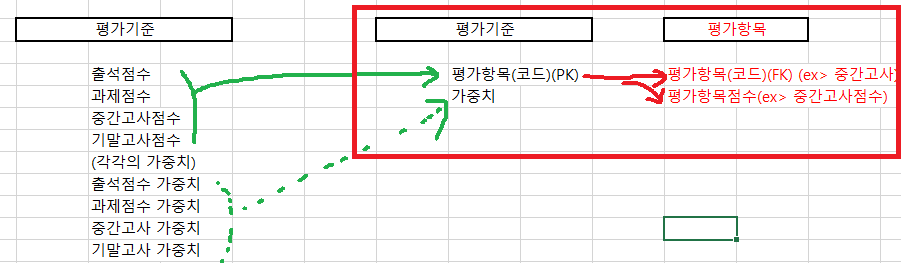 평가기준
출석점수
과제점수
중간고사점수
기말고사점수
(각각의 가중치)
출석점수 가중치
과제점수 가중치
중간고사 가중치
기말고사 가중치
평가기준
평가항목(코드)(PK)
가중치
평가항목
평가항목(코드)(FK) (ex> 중간고사)
평가항목점수(ex> 중간고사점수)